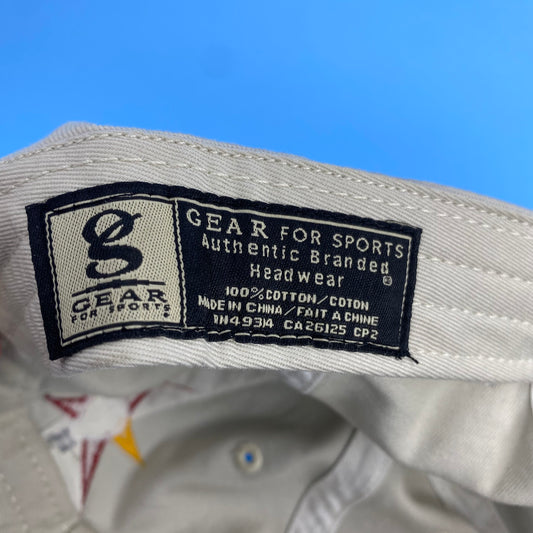 g
GEAR
FOR SPORTS
GEAR FOR SPORTS
Authentic Branded
Headwear®
100% COTTON/COTON
MADE IN CHINA/FAIT A CHINE
RN49314 CA26125 CP2